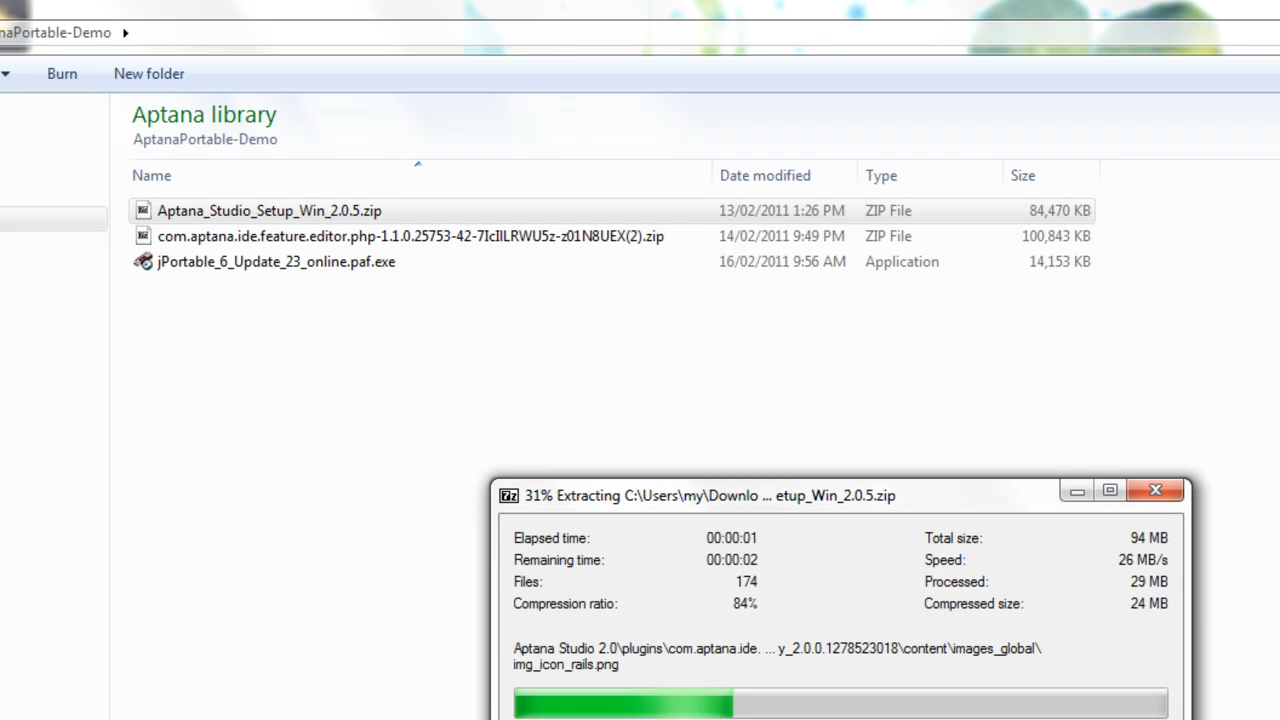 naPortable-Demo
Burn New folder
Aptana library
AptanaPortable-Demo
Name Date modified Type Size
Aptana_Studio_Setup_Win_2.0.5.zip 13/02/2011 1:26 PM ZIP File 84,470 KB
com.aptana.ide.feature.editor.php-1.1.0.25753-42-7IcIILRWU5z-z01N8UEX(2).zip 14/02/2011 9:49 PM ZIP File 100,843 KB
jPortable_6_Update_23_online.paf.exe 16/02/2011 9:56 AM Application 14,153 KB
31% Extracting C:\Users\my\Downlo ... etup_Win_2.0.5.zip
Elapsed time: 00:00:01 Total size: 94 MB
Remaining time: 00:00:02 Speed: 26 MB/s
Files: 174 Processed: 29 MB
Compression ratio: 84% Compressed size: 24 MB
Aptana Studio 2.0\plugins\com.aptana.ide. ... y_2.0.0.1278523018\content\images_global\
img_icon_rails.png